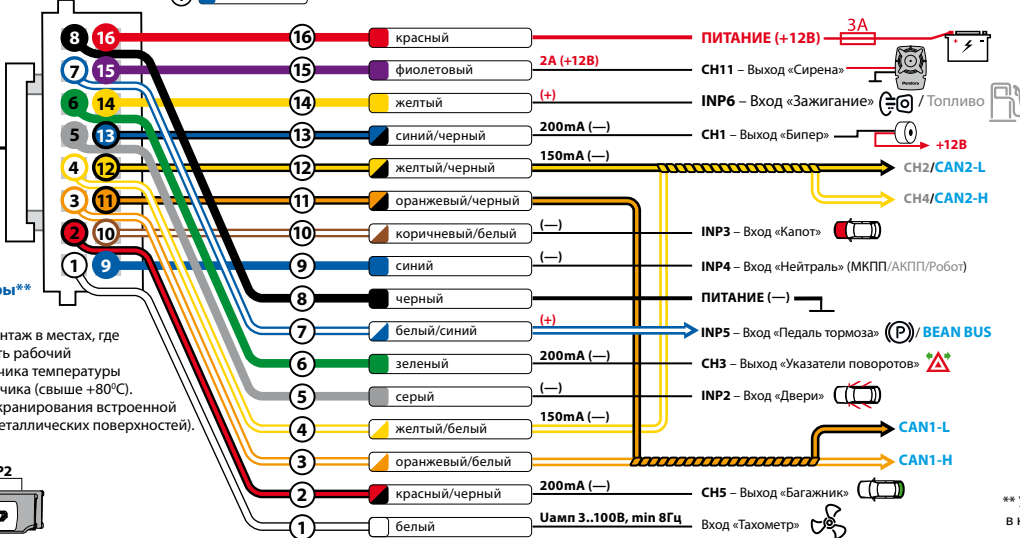 8 16 16 красный ПИТАНИЕ (+12В) 3А
7 15 15 фиолетовый 2А (+12В) CH11 – Выход «Сирена»
6 14 14 желтый (+) INP6 – Вход «Зажигание» / Топливо
5 13 13 синий/черный 200mA (—) CH1 – Выход «Бипер» +12В
4 12 12 желтый/черный 150mA (—) CH2/CAN2-L
3 11 11 оранжевый/черный CH4/CAN2-H
2 10 10 коричневый/белый (—) INP3 – Вход «Капот»
1 9 9 синий (—) INP4 – Вход «Нейтраль» (МКПП/АКПП/Робот)
8 черный ПИТАНИЕ (—)
7 белый/синий (+) INP5 – Вход «Педаль тормоза» (P) / BEAN BUS
6 зеленый 200mA (—) CH3 – Выход «Указатели поворотов»
5 серый (—) INP2 – Вход «Двери»
4 желтый/белый 150mA (—) CAN1-L
3 оранжевый/белый CAN1-H
2 красный/черный 200mA (—) CH5 – Выход «Багажник»
1 белый Uамп 3..100В, min 8Гц Вход «Тахометр»
ры**
нтаж в местах, где
ть рабочий
чика температуры
тчика (свыше +80⁰С).
кранирования встроенной
еталлических поверхностей).
P2
**
в н